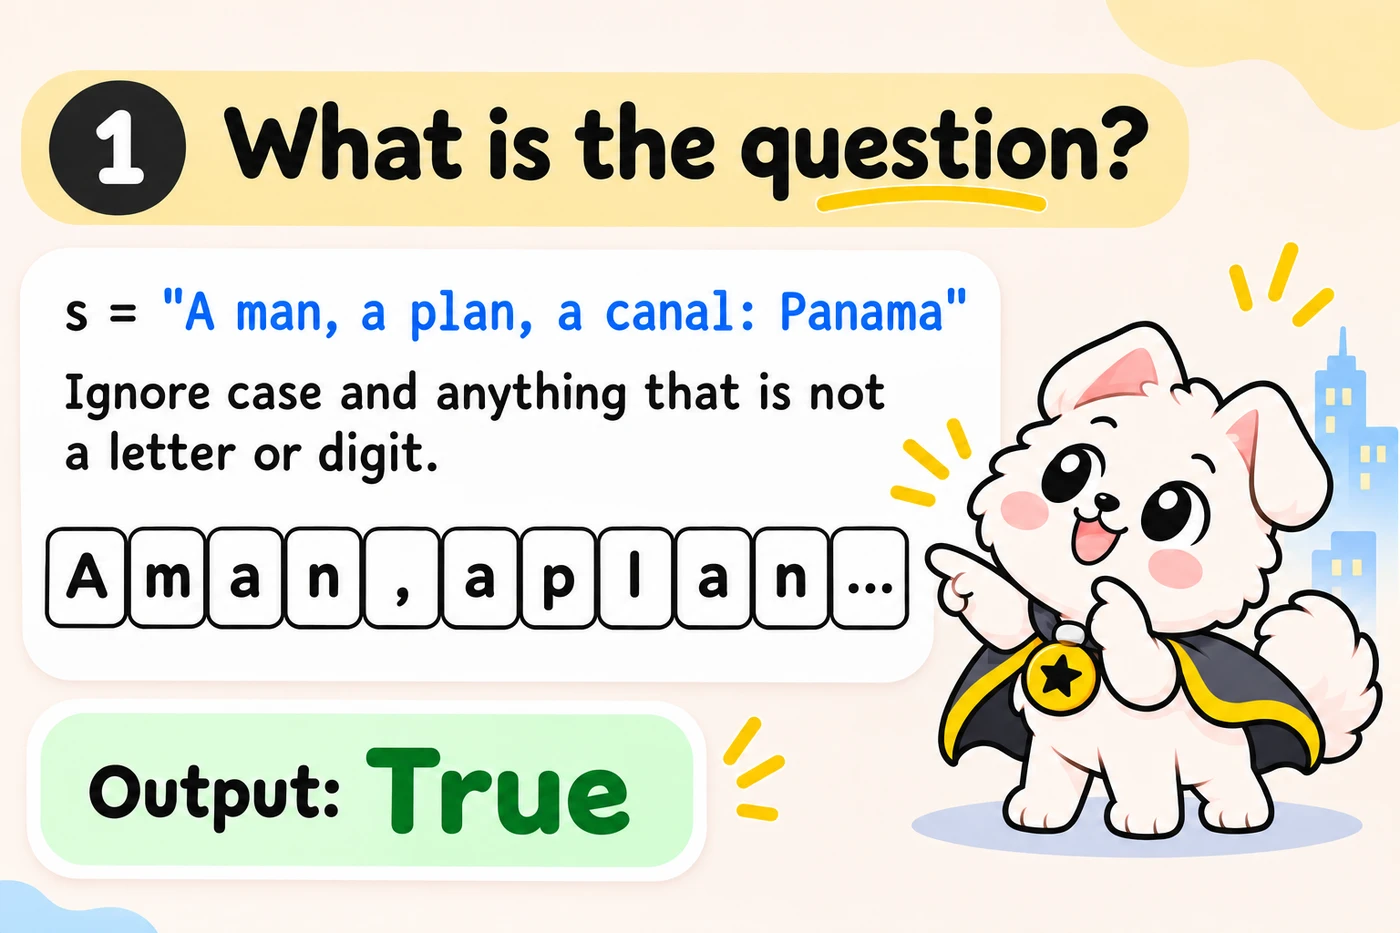 1 What is the question?
s = "A man, a plan, a canal: Panama"
Ignore case and anything that is not
a letter or digit.
A m a n , a p l a n ...
Output: True